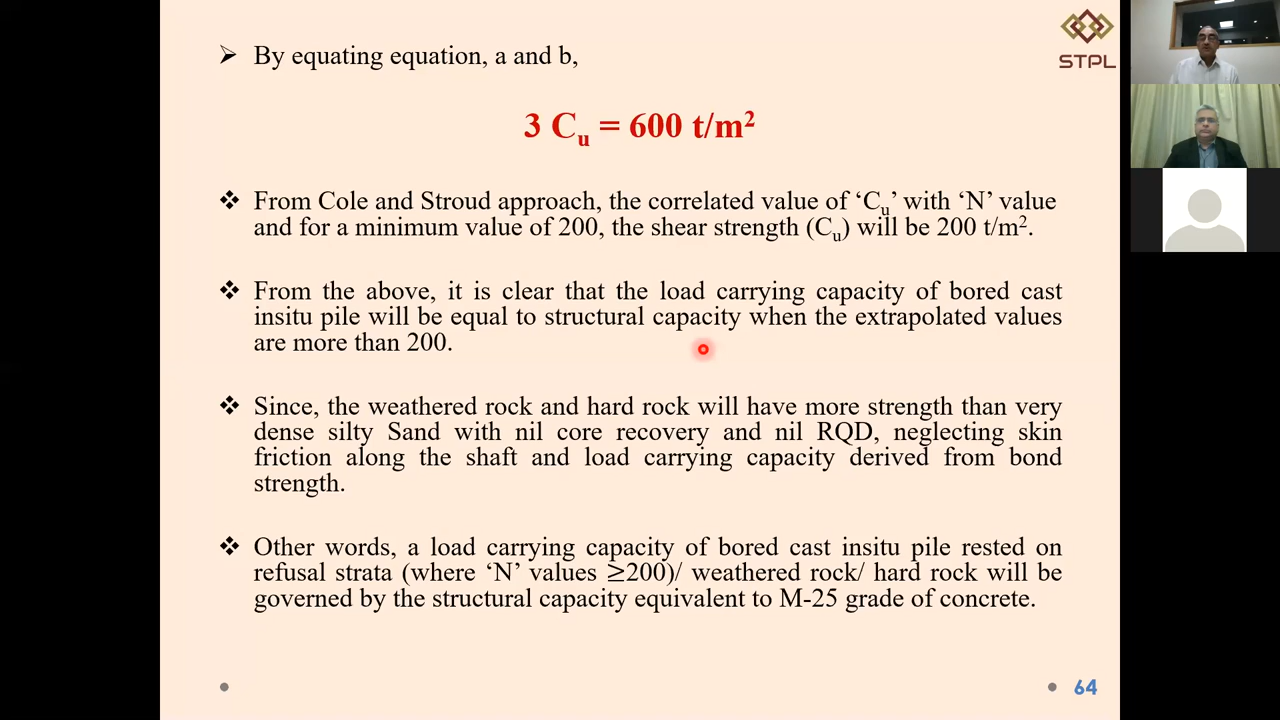 STPL
➢ By equating equation, a and b,
3 Cu = 600 t/m²
❖ From Cole and Stroud approach, the correlated value of ‘Cu’ with ‘N’ value
and for a minimum value of 200, the shear strength (Cu) will be 200 t/m².
❖ From the above, it is clear that the load carrying capacity of bored cast
insitu pile will be equal to structural capacity when the extrapolated values
are more than 200.
❖ Since, the weathered rock and hard rock will have more strength than very
dense silty Sand with nil core recovery and nil RQD, neglecting skin
friction along the shaft and load carrying capacity derived from bond
strength.
❖ Other words, a load carrying capacity of bored cast insitu pile rested on
refusal strata (where ‘N’ values ≥200)/ weathered rock/ hard rock will be
governed by the structural capacity equivalent to M-25 grade of concrete.
64